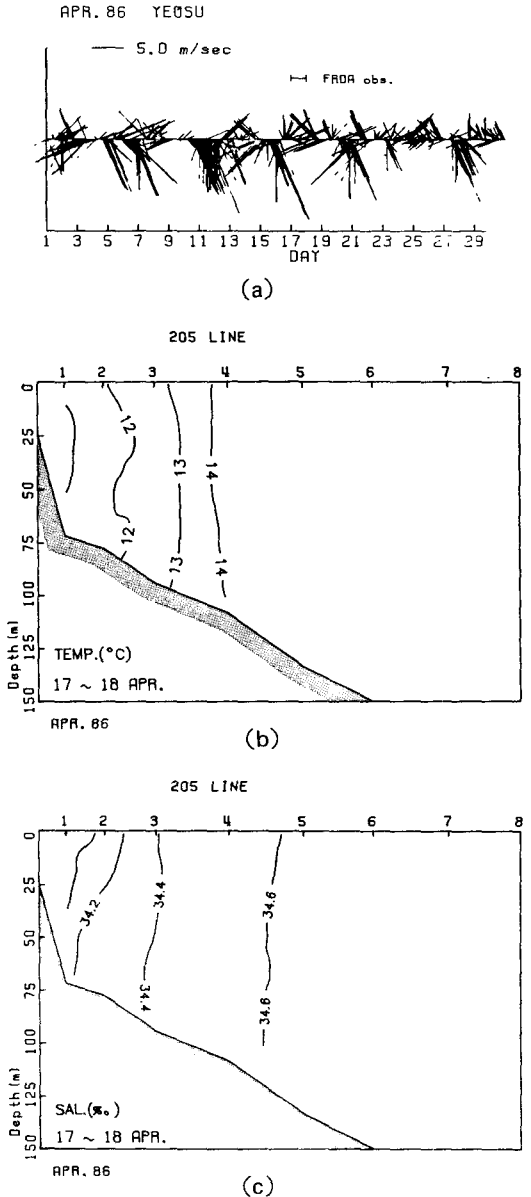 APR. 86 YEOSU
5.0 m/sec
FRDA obs.
1 3 5 7 9 11 13 15 17 19 21 23 25 27 29
DAY
(a)
205 LINE
1 2 3 4 5 6 7 8
0
25
50
75
100
125
150
Depth(m)
12
12
13
13
14
14
TEMP.(°C)
17 ~ 18 APR.
APR. 86
(b)
205 LINE
1 2 3 4 5 6 7 8
0
25
50
75
100
125
150
Depth(m)
34.2
34.4
34.4
34.6
34.6
SAL.(‰)
17 ~ 18 APR.
APR. 86
(c)